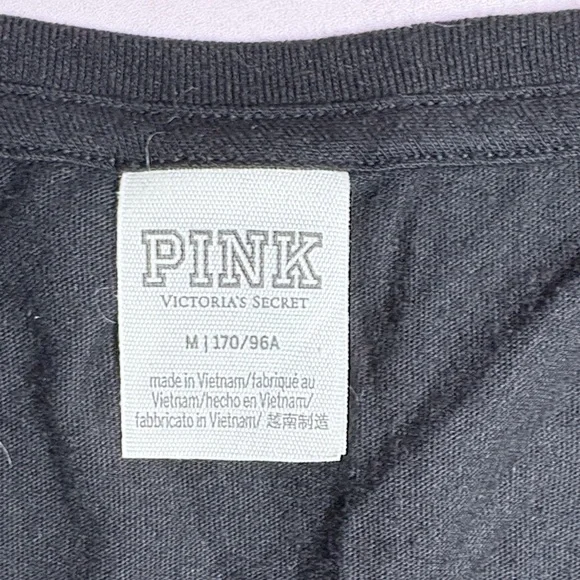 PINK
VICTORIA'S SECRET
M | 170/96A
made in Vietnam/fabriqué au
Vietnam/hecho en Vietnam/
fabbricato in Vietnam/ 越南制造